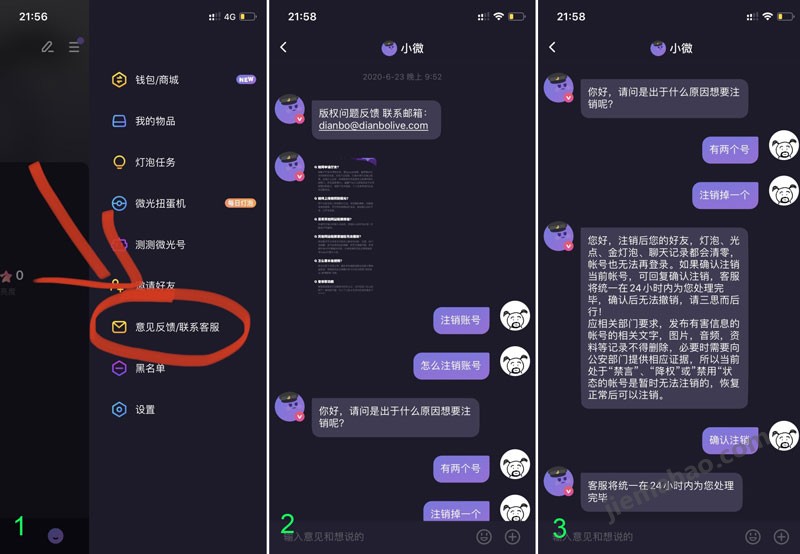 21:56
4G
钱包/商城
NEW
我的物品
灯泡任务
微光扭蛋机
每日灯泡
测测微光号
0
亮度
邀请好友
意见反馈/联系客服
黑名单
设置
1
21:58
小微
2020-6-23 晚上 9:52
版权问题反馈 联系邮箱：
dianbo@dianbolive.com
注销账号
怎么注销账号
你好，请问是出于什么原因想要注
销呢？
有两个号
注销掉一个
输入意见和想说的
2
21:58
小微
你好，请问是出于什么原因想要注
销呢？
有两个号
注销掉一个
您好，注销后您的好友，灯泡、光
点、金灯泡、聊天记录都会清零，
帐号也无法再登录。如果确认注销
当前帐号，可回复确认注销，客服
将统一在24小时内为您处理完
毕，确认后无法撤销，请三思而后
行！
应相关部门要求，发布有害信息的
帐号的相关文字，图片，音频，资
料等记录不得删除，必要时需要向
公安部门提供相应证据，所以当前
处于“禁言”、“降权”或”禁用“状
态的帐号是暂时无法注销的，恢复
正常后可以注销。
确认注销
客服将统一在24小时内为您处理
完毕
输入意见和想说的
3
jiemahao.com